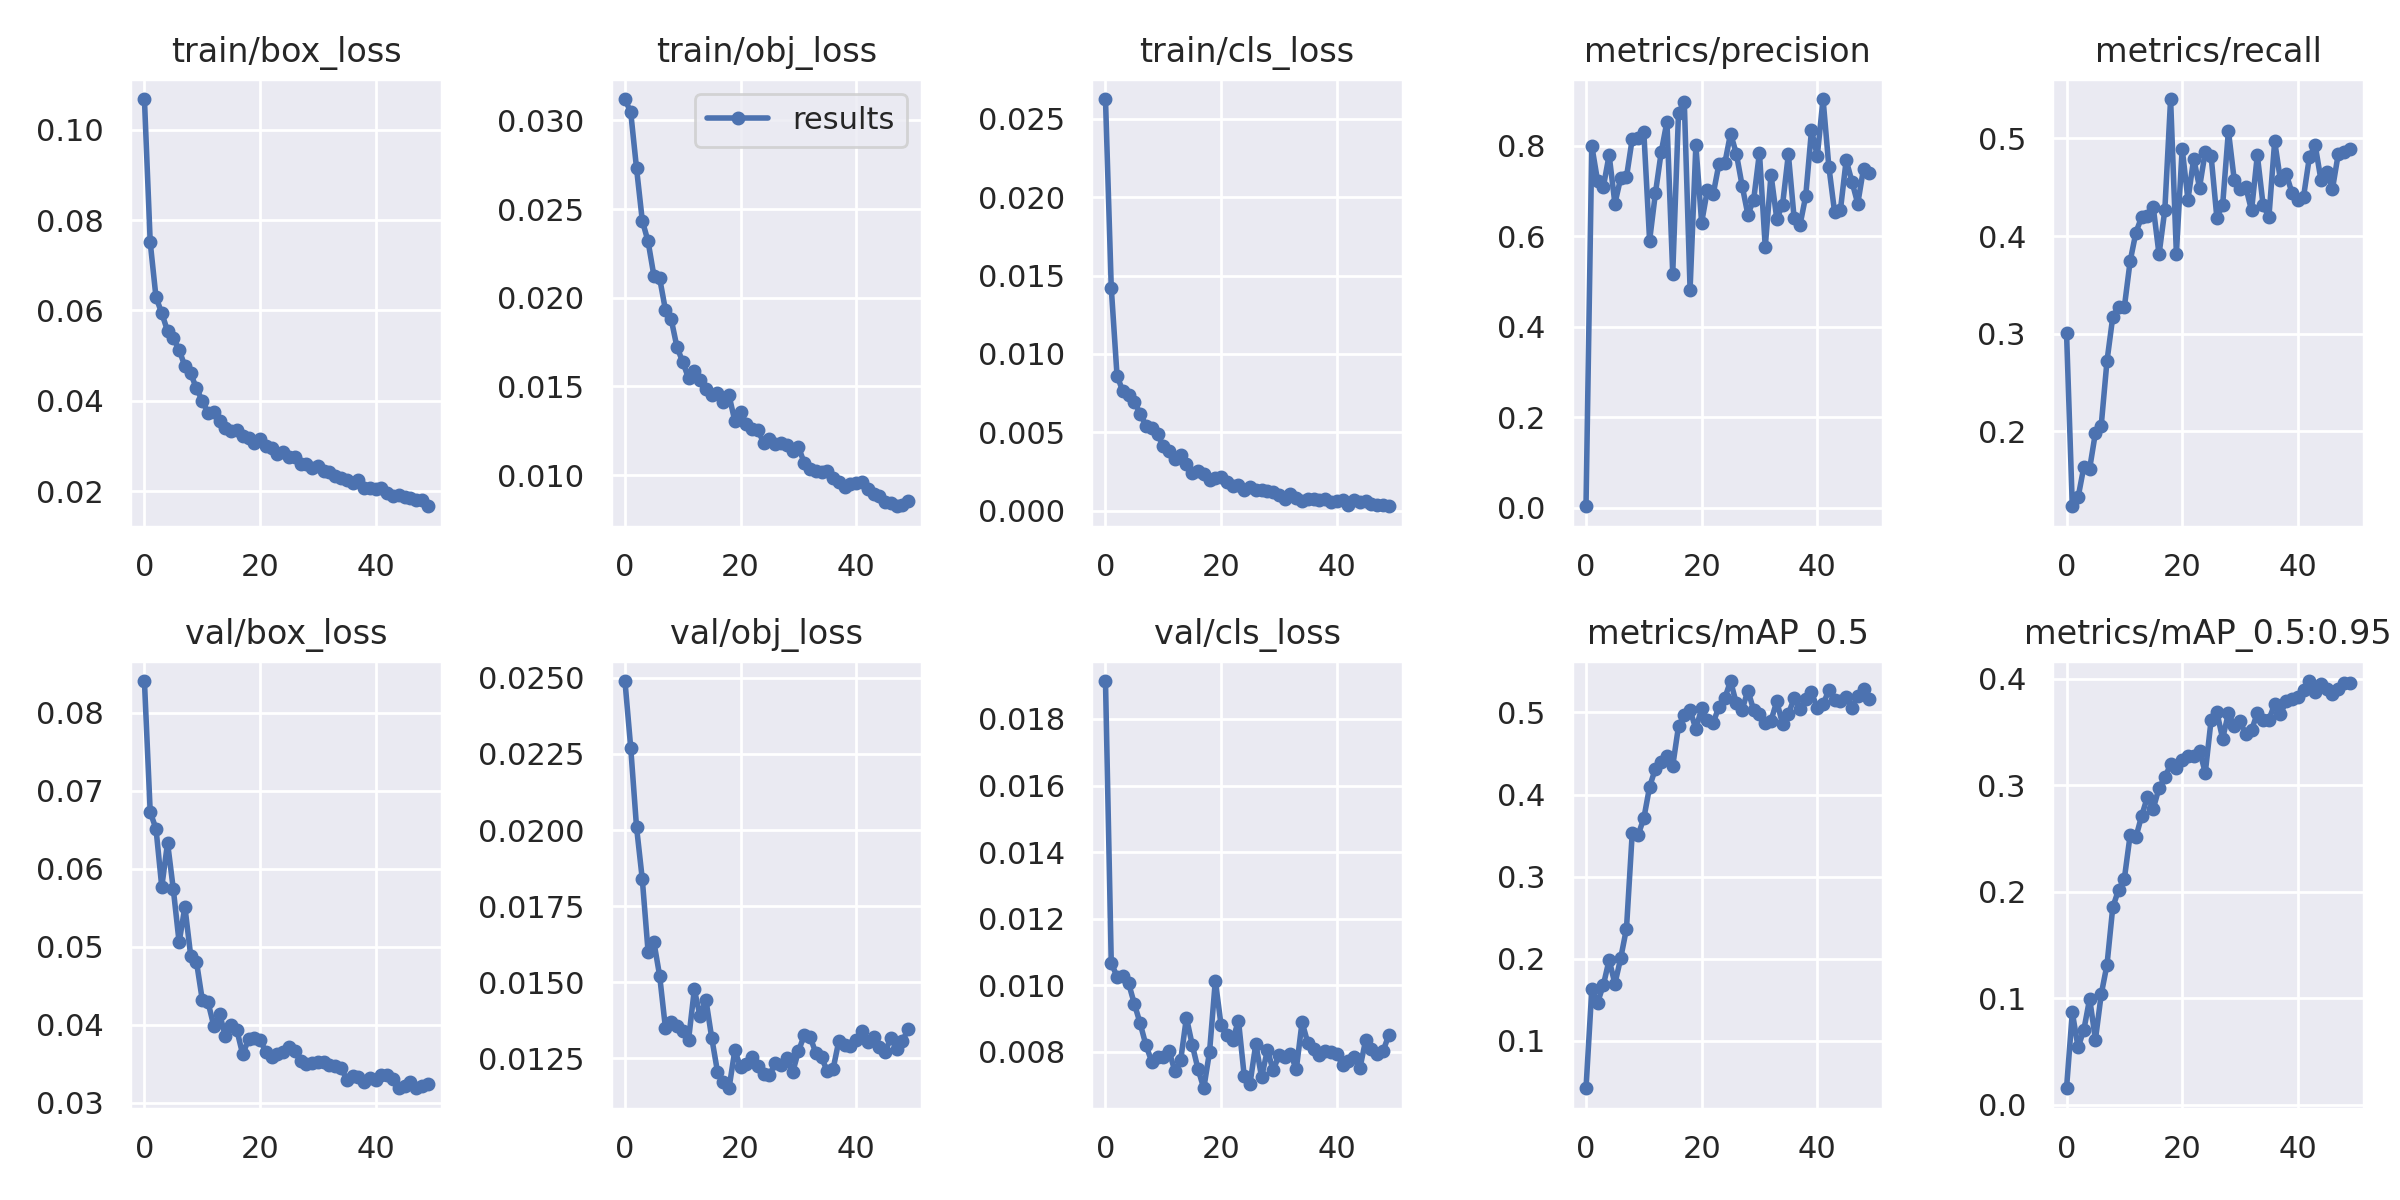 train/box_loss
train/obj_loss
train/cls_loss
metrics/precision
metrics/recall
0.10
0.08
0.06
0.04
0.02
0 20 40
results
0.030
0.025
0.020
0.015
0.010
0 20 40
0.025
0.020
0.015
0.010
0.005
0.000
0 20 40
0.8
0.6
0.4
0.2
0.0
0 20 40
0.5
0.4
0.3
0.2
0 20 40
val/box_loss
val/obj_loss
val/cls_loss
metrics/mAP_0.5
metrics/mAP_0.5:0.95
0.08
0.07
0.06
0.05
0.04
0.03
0 20 40
0.0250
0.0225
0.0200
0.0175
0.0150
0.0125
0 20 40
0.018
0.016
0.014
0.012
0.010
0.008
0 20 40
0.5
0.4
0.3
0.2
0.1
0 20 40
0.4
0.3
0.2
0.1
0.0
0 20 40